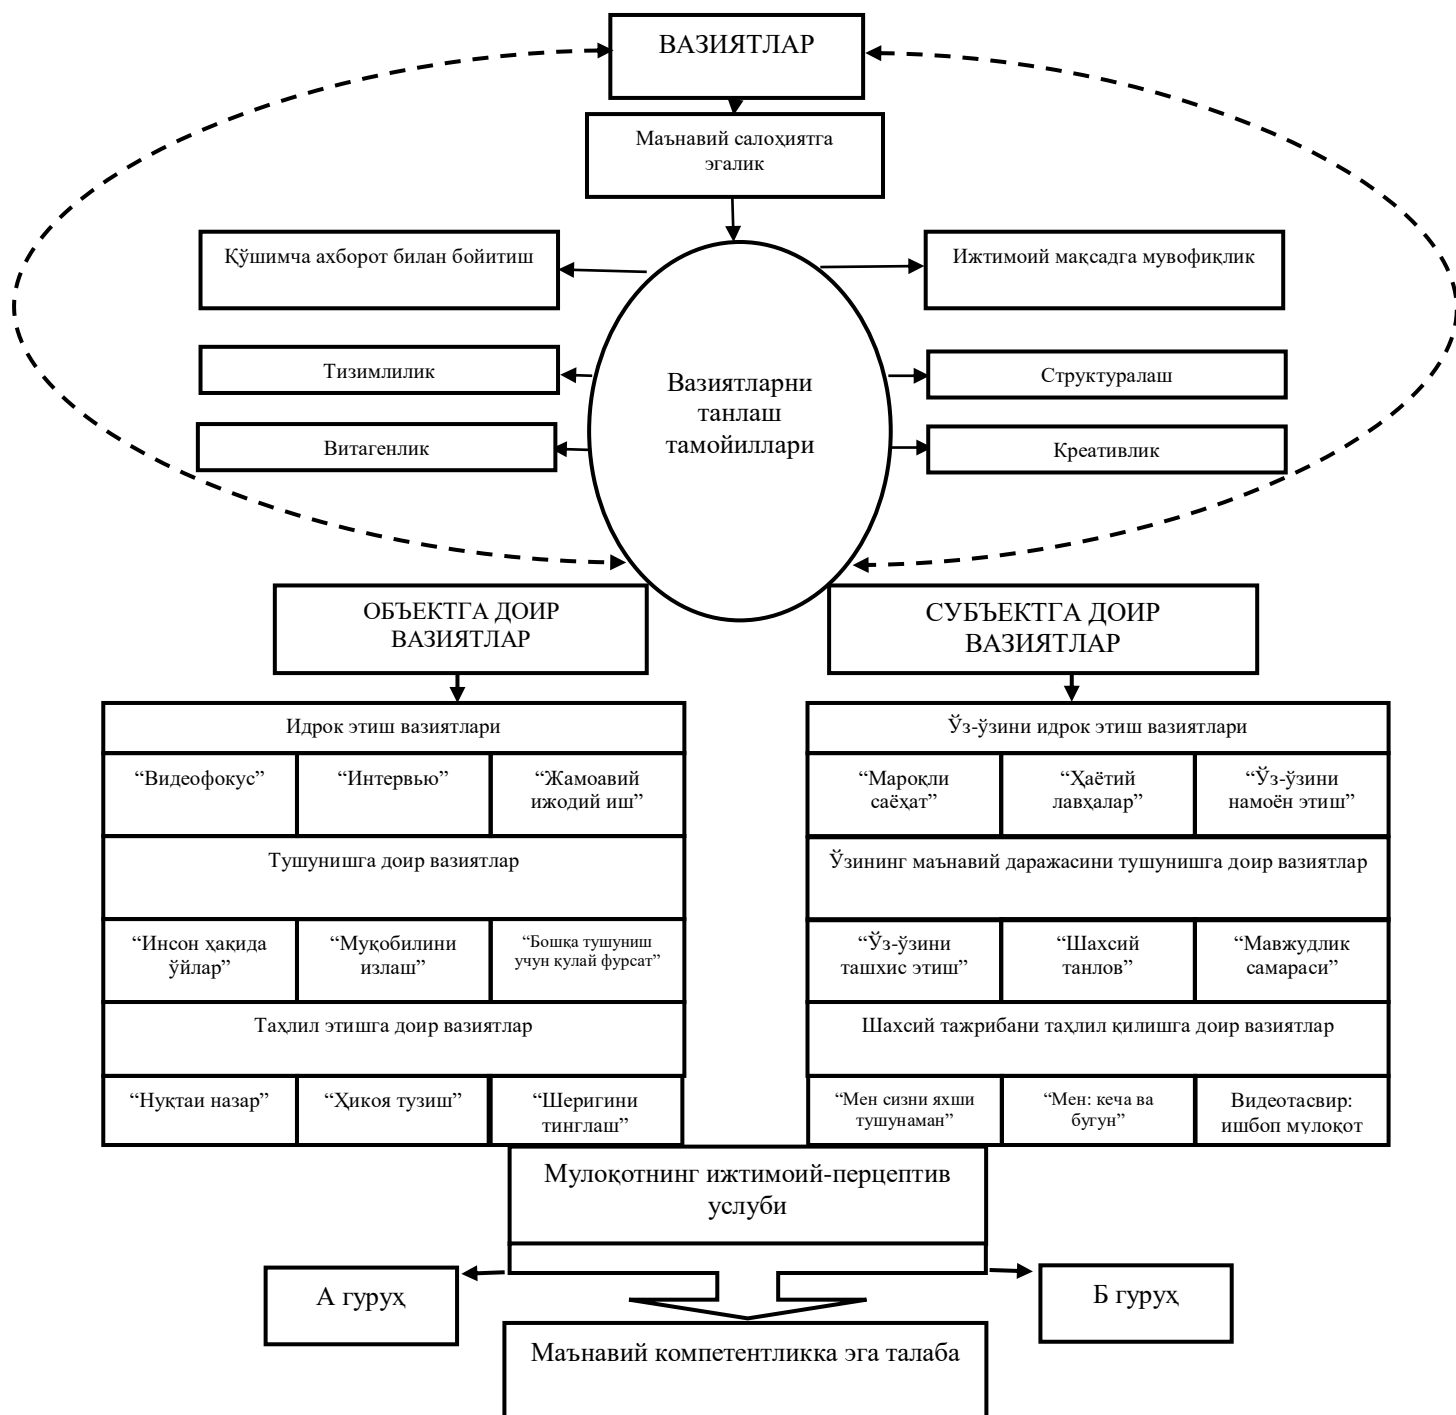 ВАЗИЯТЛАР
Маънавий салоҳиятга
эгалик
Қўшимча ахборот билан бойитиш
Ижтимоий мақсадга мувофиқлик
Тизимлилик
Структуралаш
Витагенлик
Креативлик
Вазиятларни
танлаш
тамойиллари
ОБЪЕКТГА ДОИР
ВАЗИЯТЛАР
СУБЪЕКТГА ДОИР
ВАЗИЯТЛАР
Идрок этиш вазиятлари
“Видеофокус”
“Интервью”
“Жамоавий
ижодий иш”
Тушунишга доир вазиятлар
“Инсон ҳақида
ўйлар”
“Муқобилини
излаш”
“Бошқа тушуниш
учун қулай фурсат”
Таҳлил этишга доир вазиятлар
“Нуқтаи назар”
“Ҳикоя тузиш”
“Шеригини
тинглаш”
Ўз-ўзини идрок этиш вазиятлари
“Мароқли
саёҳат”
“Ҳаётий
лавҳалар”
“Ўз-ўзини
намоён этиш”
Ўзининг маънавий даражасини тушунишга доир вазиятлар
“Ўз-ўзини
ташхис этиш”
“Шахсий
танлов”
“Мавжудлик
самараси”
Шахсий тажрибани таҳлил қилишга доир вазиятлар
“Мен сизни яхши
тушунаман”
“Мен: кеча ва
бугун”
Видеотасвир:
ишбоп мулоқот
Мулоқотнинг ижтимоий-перцептив
услуби
А гуруҳ
Б гуруҳ
Маънавий компетентликка эга талаба